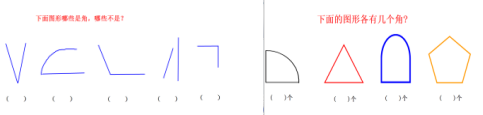 下面图形哪些是角，哪些不是？
（　）　（　）　（　）　（　）　（　）
下面的图形各有几个角？
（　）个　（　）个　（　）个　（　）个